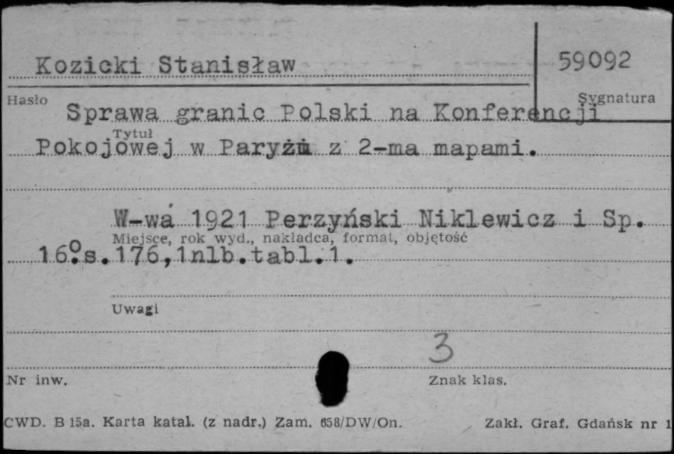 Kozicki Stanisław
59092
Hasło
Sygnatura
Sprawa granic Polski na Konferencji
Tytuł
Pokojowej w Paryżu z 2-ma mapami.
W-wa 1921 Perzyński Niklewicz i Sp.
Miejsce, rok wyd., nakładca, format, objętość
16°.s.176,1nlb.tabl.1.
Uwagi
3
Nr inw.
Znak klas.
CWD. B 15a. Karta katal. (z nadr.) Zam. 658/DW/On.
Zakł. Graf. Gdańsk nr 1